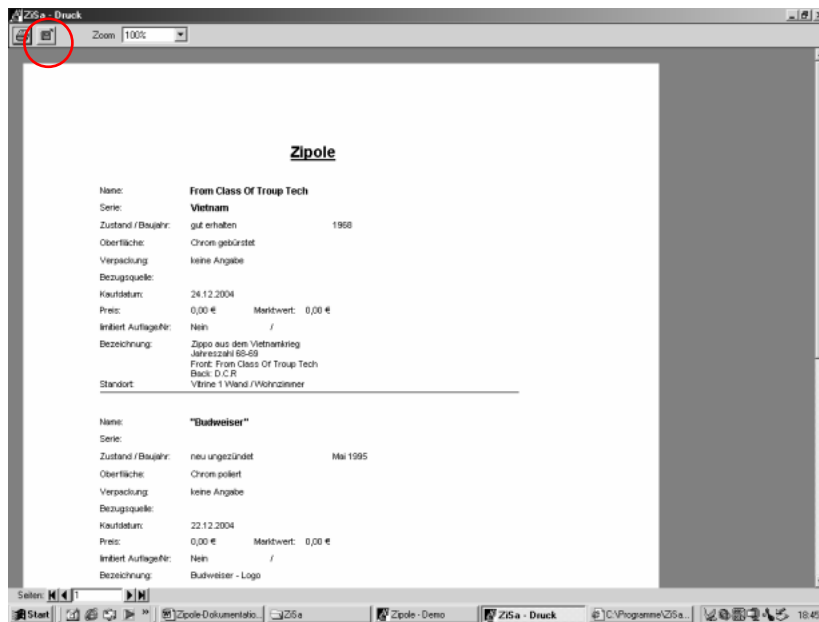 ZiSa - Druck
Zoom 100%
Zipole
Name: From Class Of Troup Tech
Serie: Vietnam
Zustand / Baujahr: gut erhalten 1968
Oberfläche: Chrom gebürstet
Verpackung: keine Angabe
Bezugsquelle:
Kaufdatum: 24.12.2004
Preis: 0,00 € Marktwert: 0,00 €
limitiert Auflage/Nr: Nein /
Bezeichnung: Zippo aus dem Vietnamkrieg
Jahreszahl 68-69
Front: From Class Of Troup Tech
Back: D.C.R
Standort: Vitrine 1 Wand / Wohnzimmer
Name: "Budweiser"
Serie:
Zustand / Baujahr: neu ungezündet Mai 1995
Oberfläche: Chrom poliert
Verpackung: keine Angabe
Bezugsquelle:
Kaufdatum: 22.12.2004
Preis: 0,00 € Marktwert: 0,00 €
limitiert Auflage/Nr: Nein /
Bezeichnung: Budweiser - Logo
Seiten: 1
Start » Zipole-Dokumentatio... ZiSa Zipole - Demo ZiSa - Druck C:\Programme\ZiSa... 18:45